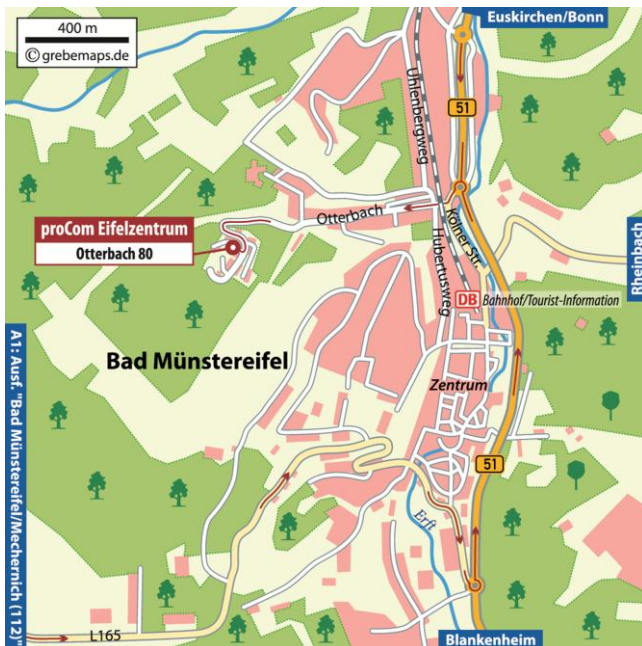 400 m
© grebemaps.de
Euskirchen/Bonn
51
Uhlenbergweg
Otterbach
Kölner Str.
Hubertusweg
proCom Eifelzentrum
Otterbach 80
Rheinbach
DB Bahnhof/Tourist-Information
Bad Münstereifel
Zentrum
A1: Ausf. "Bad Münstereifel/Mechernich (112)"
51
Erft
L165
Blankenheim